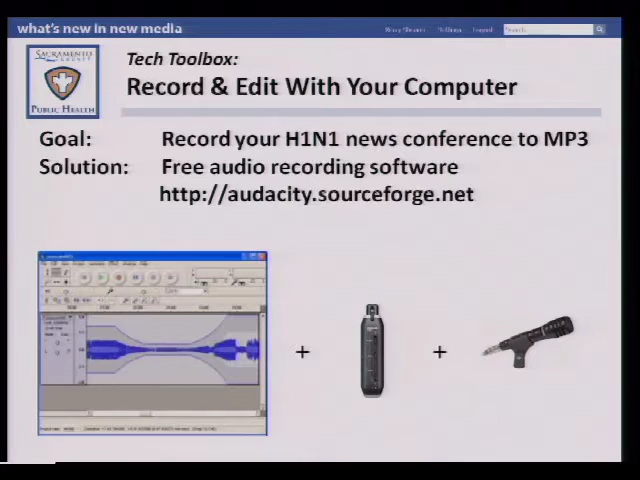 what's new in new media
Search
SACRAMENTO
COUNTY
PUBLIC HEALTH
Tech Toolbox:
Record & Edit With Your Computer
Goal: Record your H1N1 news conference to MP3
Solution: Free audio recording software
http://audacity.sourceforge.net
+ +